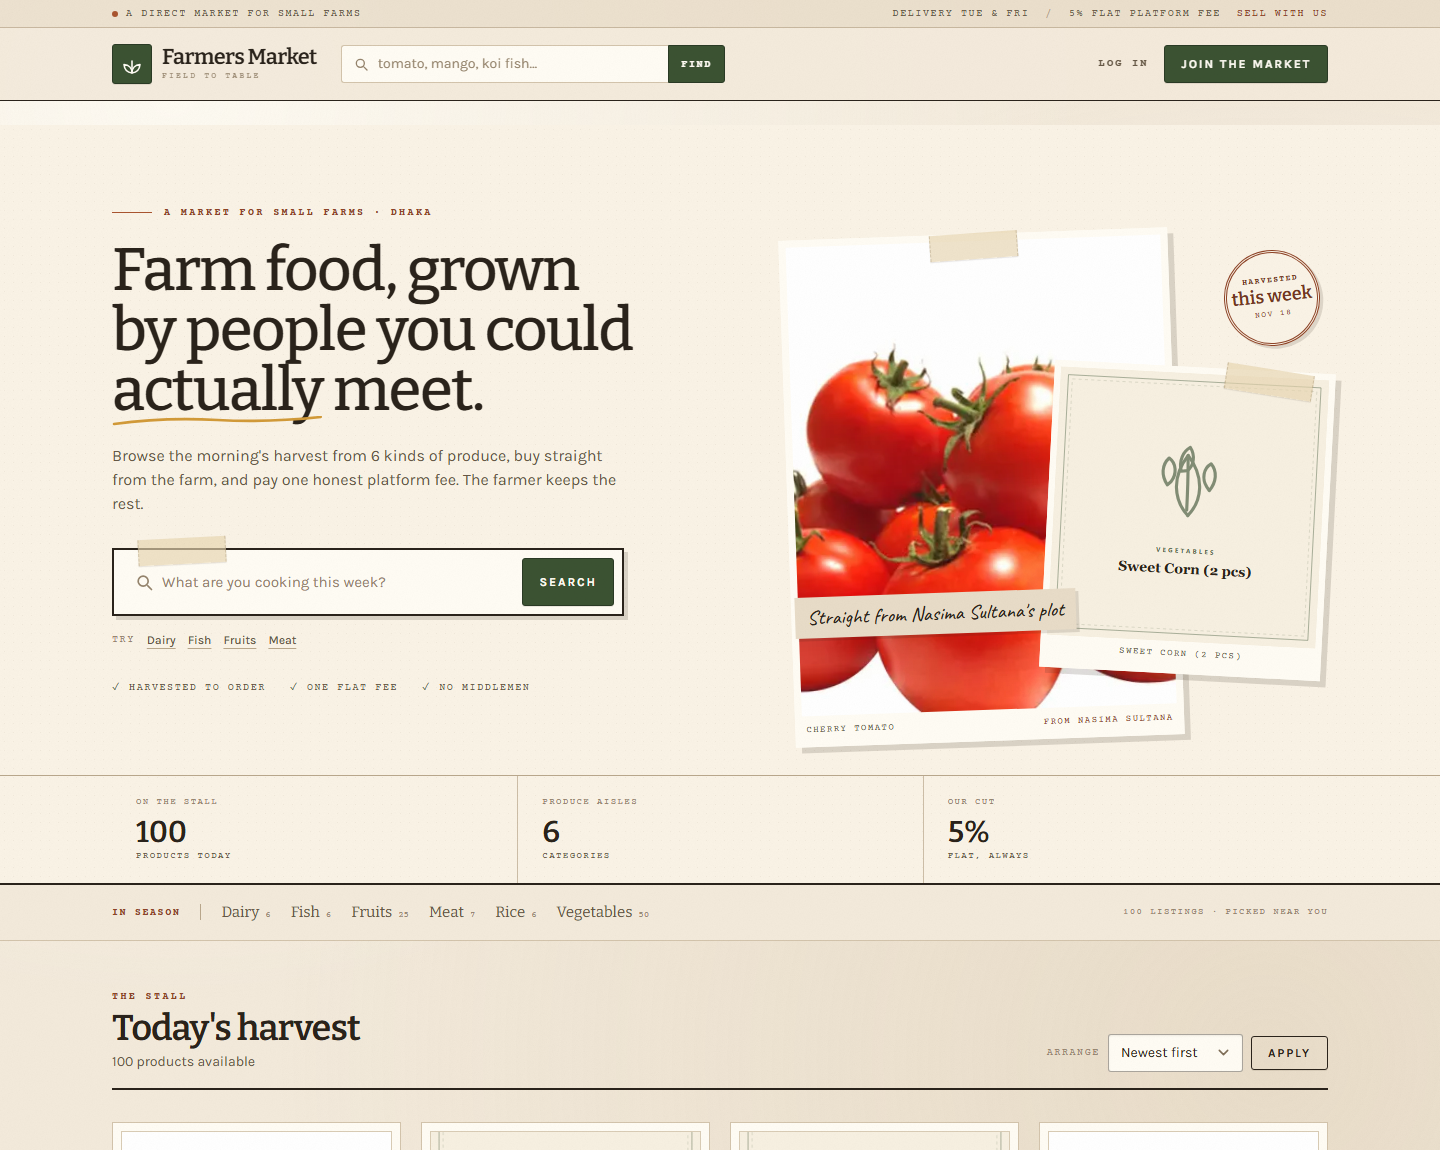 A DIRECT MARKET FOR SMALL FARMS
DELIVERY TUE & FRI / 5% FLAT PLATFORM FEE SELL WITH US
Farmers Market
FIELD TO TABLE
tomato, mango, koi fish...
FIND
LOG IN
JOIN THE MARKET
A MARKET FOR SMALL FARMS · DHAKA
Farm food, grown
by people you could
actually meet.
Browse the morning's harvest from 6 kinds of produce, buy straight
from the farm, and pay one honest platform fee. The farmer keeps the
rest.
What are you cooking this week?
SEARCH
TRY Dairy Fish Fruits Meat
✓ HARVESTED TO ORDER ✓ ONE FLAT FEE ✓ NO MIDDLEMEN
HARVESTED
this week
NOV 18
VEGETABLES
Sweet Corn (2 pcs)
SWEET CORN (2 PCS)
Straight from Nasima Sultana's plot
CHERRY TOMATO
FROM NASIMA SULTANA
ON THE STALL
100
PRODUCTS TODAY
PRODUCE AISLES
6
CATEGORIES
OUR CUT
5%
FLAT, ALWAYS
IN SEASON
Dairy 6 Fish 6 Fruits 25 Meat 7 Rice 6 Vegetables 50
100 LISTINGS · PICKED NEAR YOU
THE STALL
Today's harvest
100 products available
ARRANGE
Newest first
APPLY